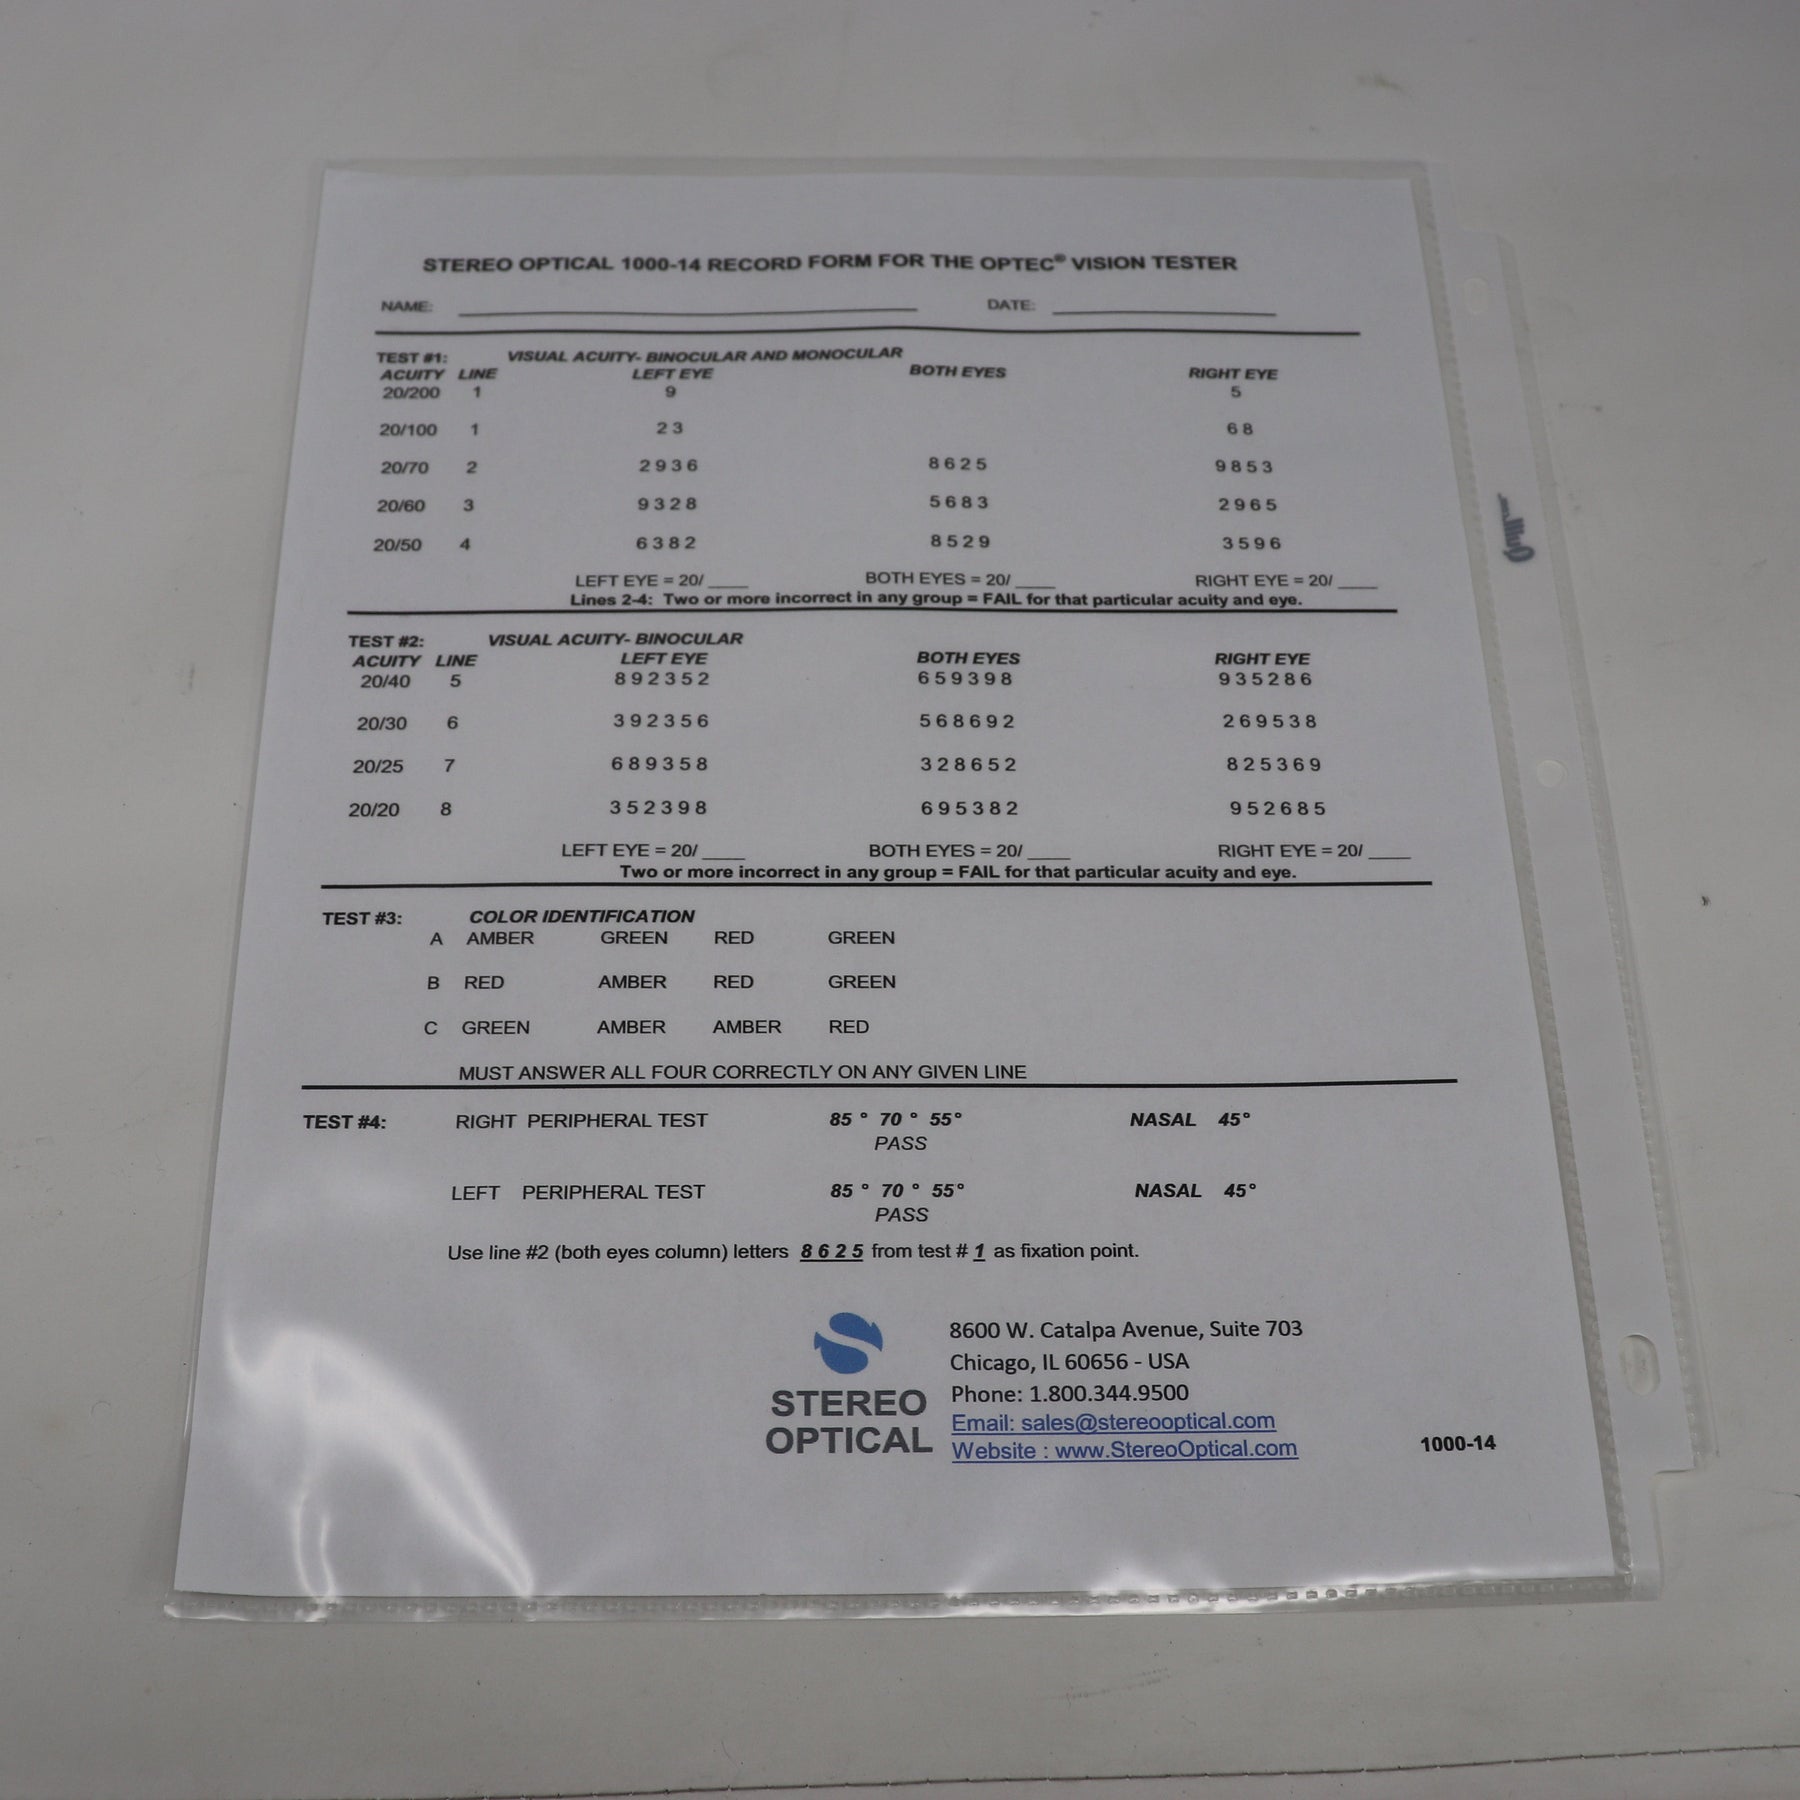 STEREO OPTICAL 1000-14 RECORD FORM FOR THE OPTEC® VISION TESTER
NAME: ____ DATE: ____
TEST #1: VISUAL ACUITY- BINOCULAR AND MONOCULAR
ACUITY LINE LEFT EYE BOTH EYES RIGHT EYE
20/200 1 9 5
20/100 1 2 3 6 8
20/70 2 2 9 3 6 8 6 2 5 9 8 5 3
20/60 3 9 3 2 8 5 6 8 3 2 9 6 5
20/50 4 6 3 8 2 8 5 2 9 3 5 9 6
LEFT EYE = 20/ ____ BOTH EYES = 20/ ____ RIGHT EYE = 20/ ____
Lines 2-4: Two or more incorrect in any group = FAIL for that particular acuity and eye.
TEST #2: VISUAL ACUITY- BINOCULAR
ACUITY LINE LEFT EYE BOTH EYES RIGHT EYE
20/40 5 8 9 2 3 5 2 6 5 9 3 9 8 9 3 5 2 8 6
20/30 6 3 9 2 3 5 6 5 6 8 6 9 2 2 6 9 5 3 8
20/25 7 6 8 9 3 5 8 3 2 8 6 5 2 8 2 5 3 6 9
20/20 8 3 5 2 3 9 8 6 9 5 3 8 2 9 5 2 6 8 5
LEFT EYE = 20/ ____ BOTH EYES = 20/ ____ RIGHT EYE = 20/ ____
Two or more incorrect in any group = FAIL for that particular acuity and eye.
TEST #3: COLOR IDENTIFICATION
A AMBER GREEN RED GREEN
B RED AMBER RED GREEN
C GREEN AMBER AMBER RED
MUST ANSWER ALL FOUR CORRECTLY ON ANY GIVEN LINE
TEST #4: RIGHT PERIPHERAL TEST 85 ° 70 ° 55° NASAL 45°
PASS
LEFT PERIPHERAL TEST 85 ° 70 ° 55° NASAL 45°
PASS
Use line #2 (both eyes column) letters 8 6 2 5 from test # 1 as fixation point.
STEREO
OPTICAL
8600 W. Catalpa Avenue, Suite 703
Chicago, IL 60656 - USA
Phone: 1.800.344.9500
Email: sales@stereooptical.com
Website : www.StereoOptical.com
1000-14